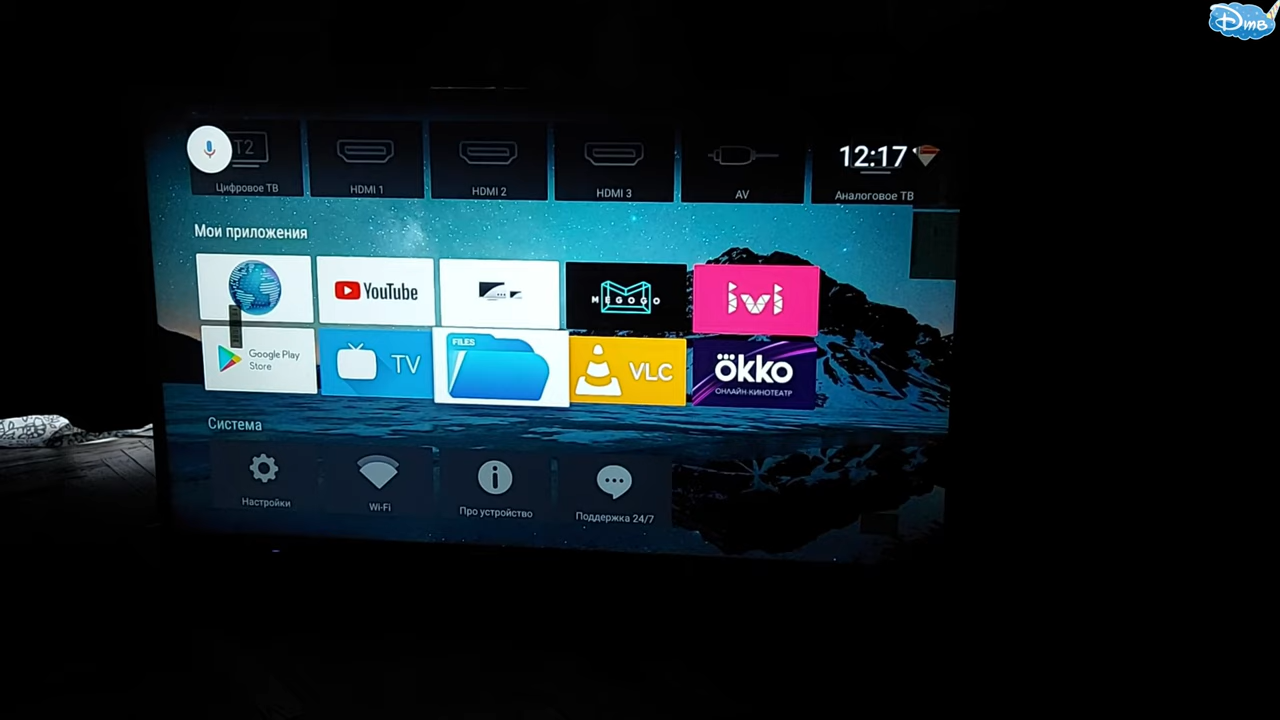 Dmв
T2
12:17
Цифровое ТВ
HDMI 1
HDMI 2
HDMI 3
AV
Аналоговое ТВ
Мои приложения
YouTube
MEGOGO
ivi
Google Play
Store
TV
FILES
VLC
ökko
ОНЛАЙН-КИНОТЕАТР
Система
Настройки
Wi-Fi
Про устройство
Поддержка 24/7